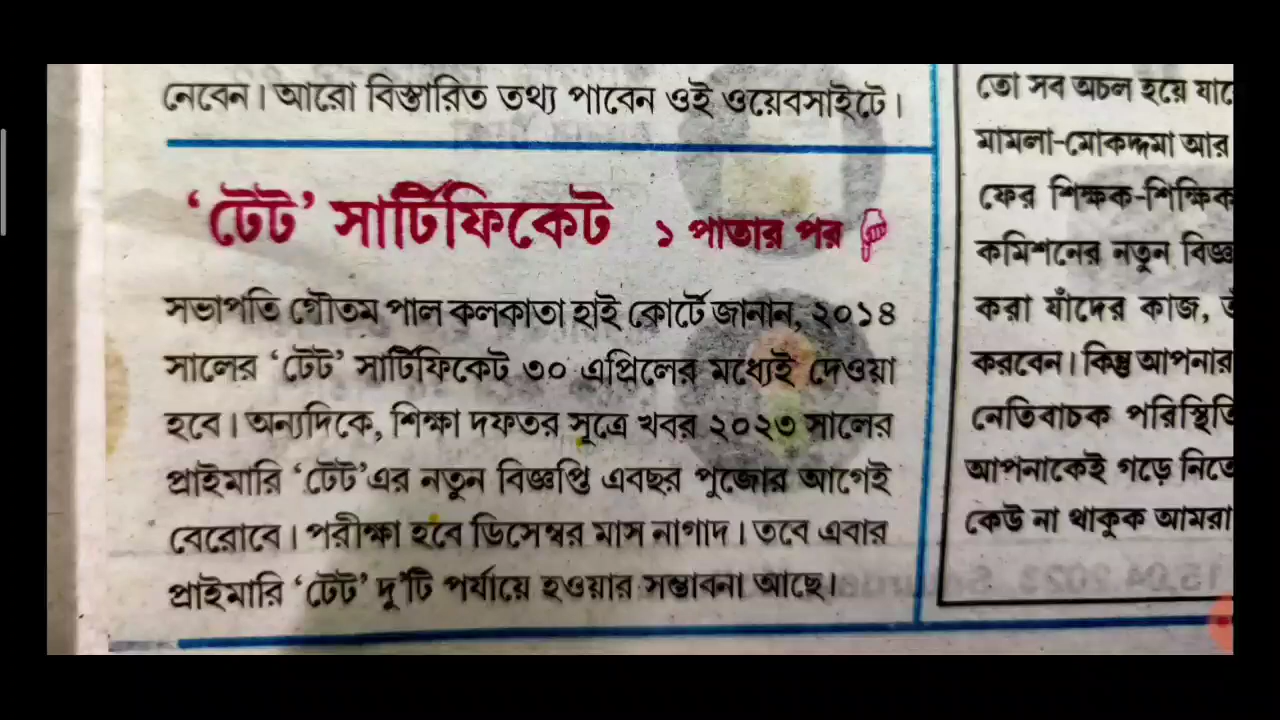 নেবেন। আরো বিস্তারিত তথ্য পাবেন ওই ওয়েবসাইটে।
‘টেট’ সার্টিফিকেট ১ পাতার পর
সভাপতি গৌতম পাল কলকাতা হাই কোর্টে জানান, ২০১৪
সালের ‘টেট’ সার্টিফিকেট ৩০ এপ্রিলের মধ্যেই দেওয়া
হবে। অন্যদিকে, শিক্ষা দফতর সূত্রে খবর ২০২৩ সালের
প্রাইমারি ‘টেট’এর নতুন বিজ্ঞপ্তি এবছর পুজোর আগেই
বেরোবে। পরীক্ষা হবে ডিসেম্বর মাস নাগাদ। তবে এবার
প্রাইমারি ‘টেট’ দু'টি পর্যায়ে হওয়ার সম্ভাবনা আছে।
তো সব অচল হয়ে যাবে
মামলা-মোকদ্দমা আর
ফের শিক্ষক-শিক্ষিক
কমিশনের নতুন বিজ্ঞ
করা যাঁদের কাজ,
করবেন। কিন্তু আপনার
নেতিবাচক পরিস্থিতি
আপনাকেই গড়ে নিতে
কেউ না থাকুক আমরা